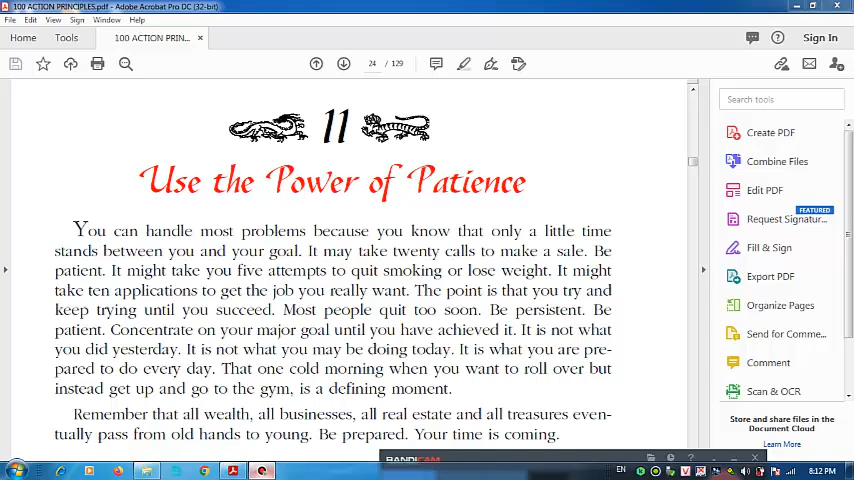 100 ACTION PRINCIPLES.pdf - Adobe Acrobat Pro DC (32-bit)
File Edit View Sign Window Help
Home Tools 100 ACTION PRIN... × Sign In
24 / 129
11
Use the Power of Patience
You can handle most problems because you know that only a little time
stands between you and your goal. It may take twenty calls to make a sale. Be
patient. It might take you five attempts to quit smoking or lose weight. It might
take ten applications to get the job you really want. The point is that you try and
keep trying until you succeed. Most people quit too soon. Be persistent. Be
patient. Concentrate on your major goal until you have achieved it. It is not what
you did yesterday. It is not what you may be doing today. It is what you are pre-
pared to do every day. That one cold morning when you want to roll over but
instead get up and go to the gym, is a defining moment.
Remember that all wealth, all businesses, all real estate and all treasures even-
tually pass from old hands to young. Be prepared. Your time is coming.
Search tools
Create PDF
Combine Files
Edit PDF
FEATURED
Request Signatur...
Fill & Sign
Export PDF
Organize Pages
Send for Comme...
Comment
Scan & OCR
Store and share files in the
Document Cloud
Learn More
BANDICAM
EN
8:12 PM